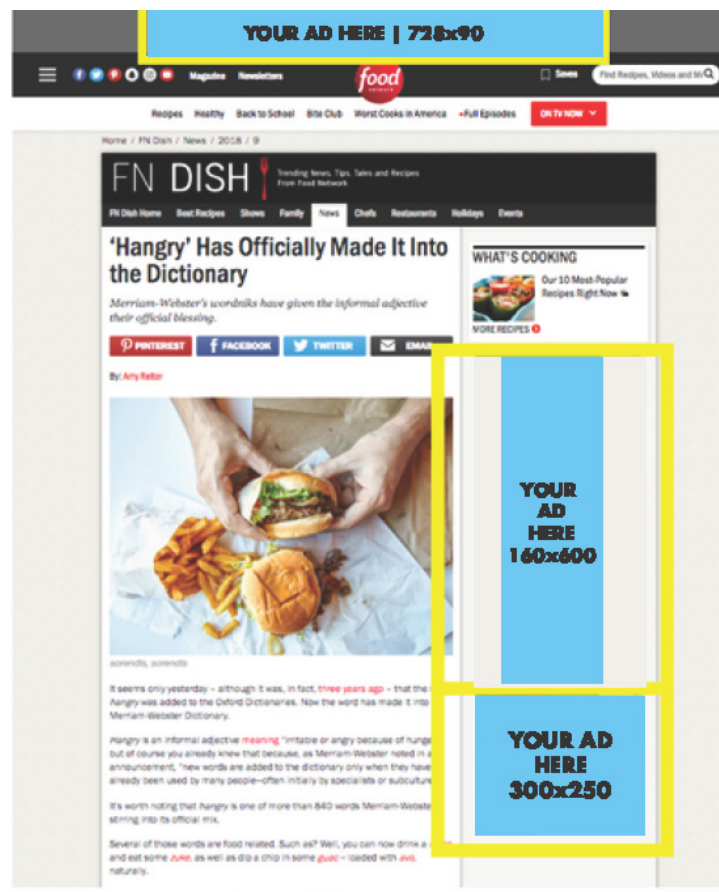 YOUR AD HERE | 728x90
Magazine Newsletters
food
network
Saves
Find Recipes, Videos and
Recipes Healthy Back to School Bite Club Worst Cooks in America •Full Episodes ON TV NOW
Home / FN Dish / News / 2018 / 9
FN DISH
Trending News, Tips, Tales and Recipes
From Food Network
FN Dish Home Best Recipes Shows Family News Chefs Restaurants Holidays Events
'Hangry' Has Officially Made It Into
the Dictionary
Merriam-Webster's wordniks have given the informal adjective
their official blessing.
PINTEREST FACEBOOK TWITTER EMAIL
By: Amy Reiter
WHAT'S COOKING
Our 10 Most-Popular
Recipes Right Now
MORE RECIPES
YOUR
AD
HERE
160x600
sorendls, sorendls
It seems only yesterday – although it was, in fact, three years ago – that the
hangry was added to the Oxford Dictionaries. Now the word has made it into
Merriam-Webster Dictionary.
Hangry is an informal adjective meaning "irritable or angry because of
but of course you already knew that because, as Merriam-Webster noted in
announcement, "new words are added to the dictionary only when they have
already been used by many people–often initially by specialists or
It's worth noting that hangry is one of more than 840 words
stirring into its official mix.
Several of those words are food related. Such as? Well, you can now drink a
and eat some zuke, as well as dip a chip in some guac – loaded with avo,
naturally.
YOUR AD
HERE
300x250